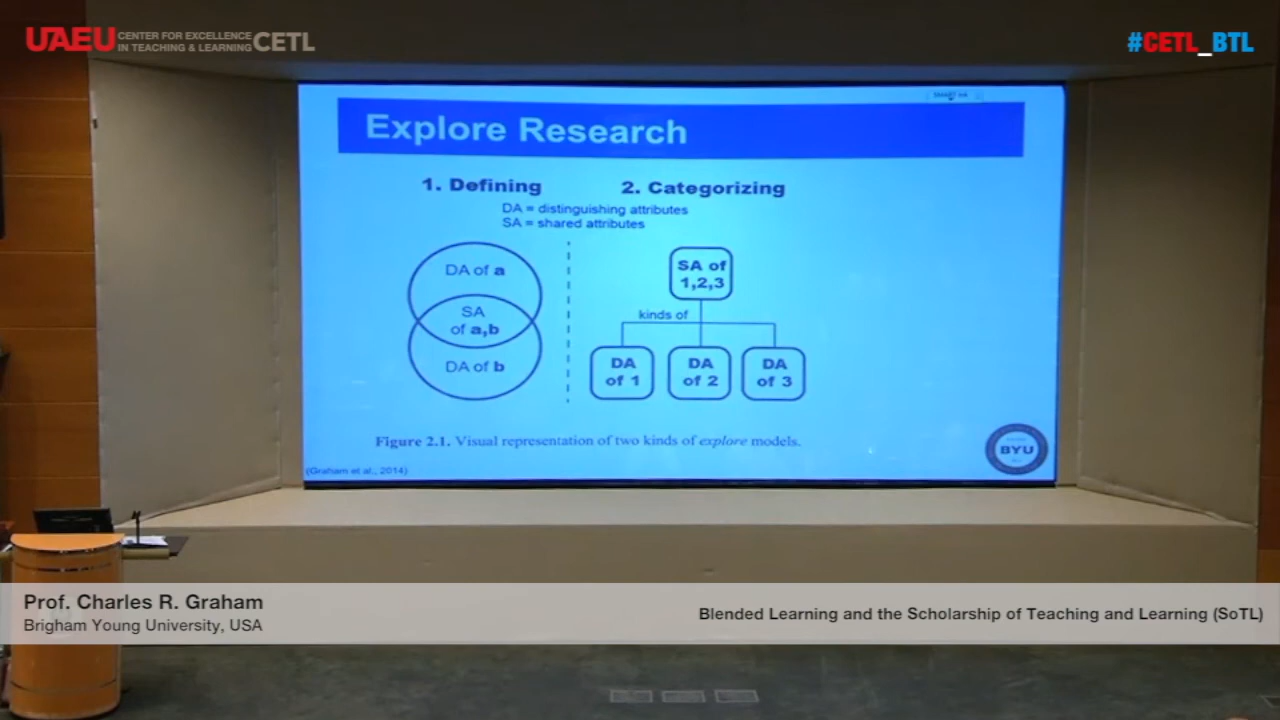 UAEU CENTER FOR EXCELLENCE
IN TEACHING & LEARNING CETL
#CETL_BTL
Explore Research
1. Defining
2. Categorizing
DA = distinguishing attributes
SA = shared attributes
DA of a
SA
of a,b
DA of b
SA of
1,2,3
kinds of
DA
of 1
DA
of 2
DA
of 3
Figure 2.1. Visual representation of two kinds of explore models.
(Graham et al., 2014)
BYU
Prof. Charles R. Graham
Brigham Young University, USA
Blended Learning and the Scholarship of Teaching and Learning (SoTL)